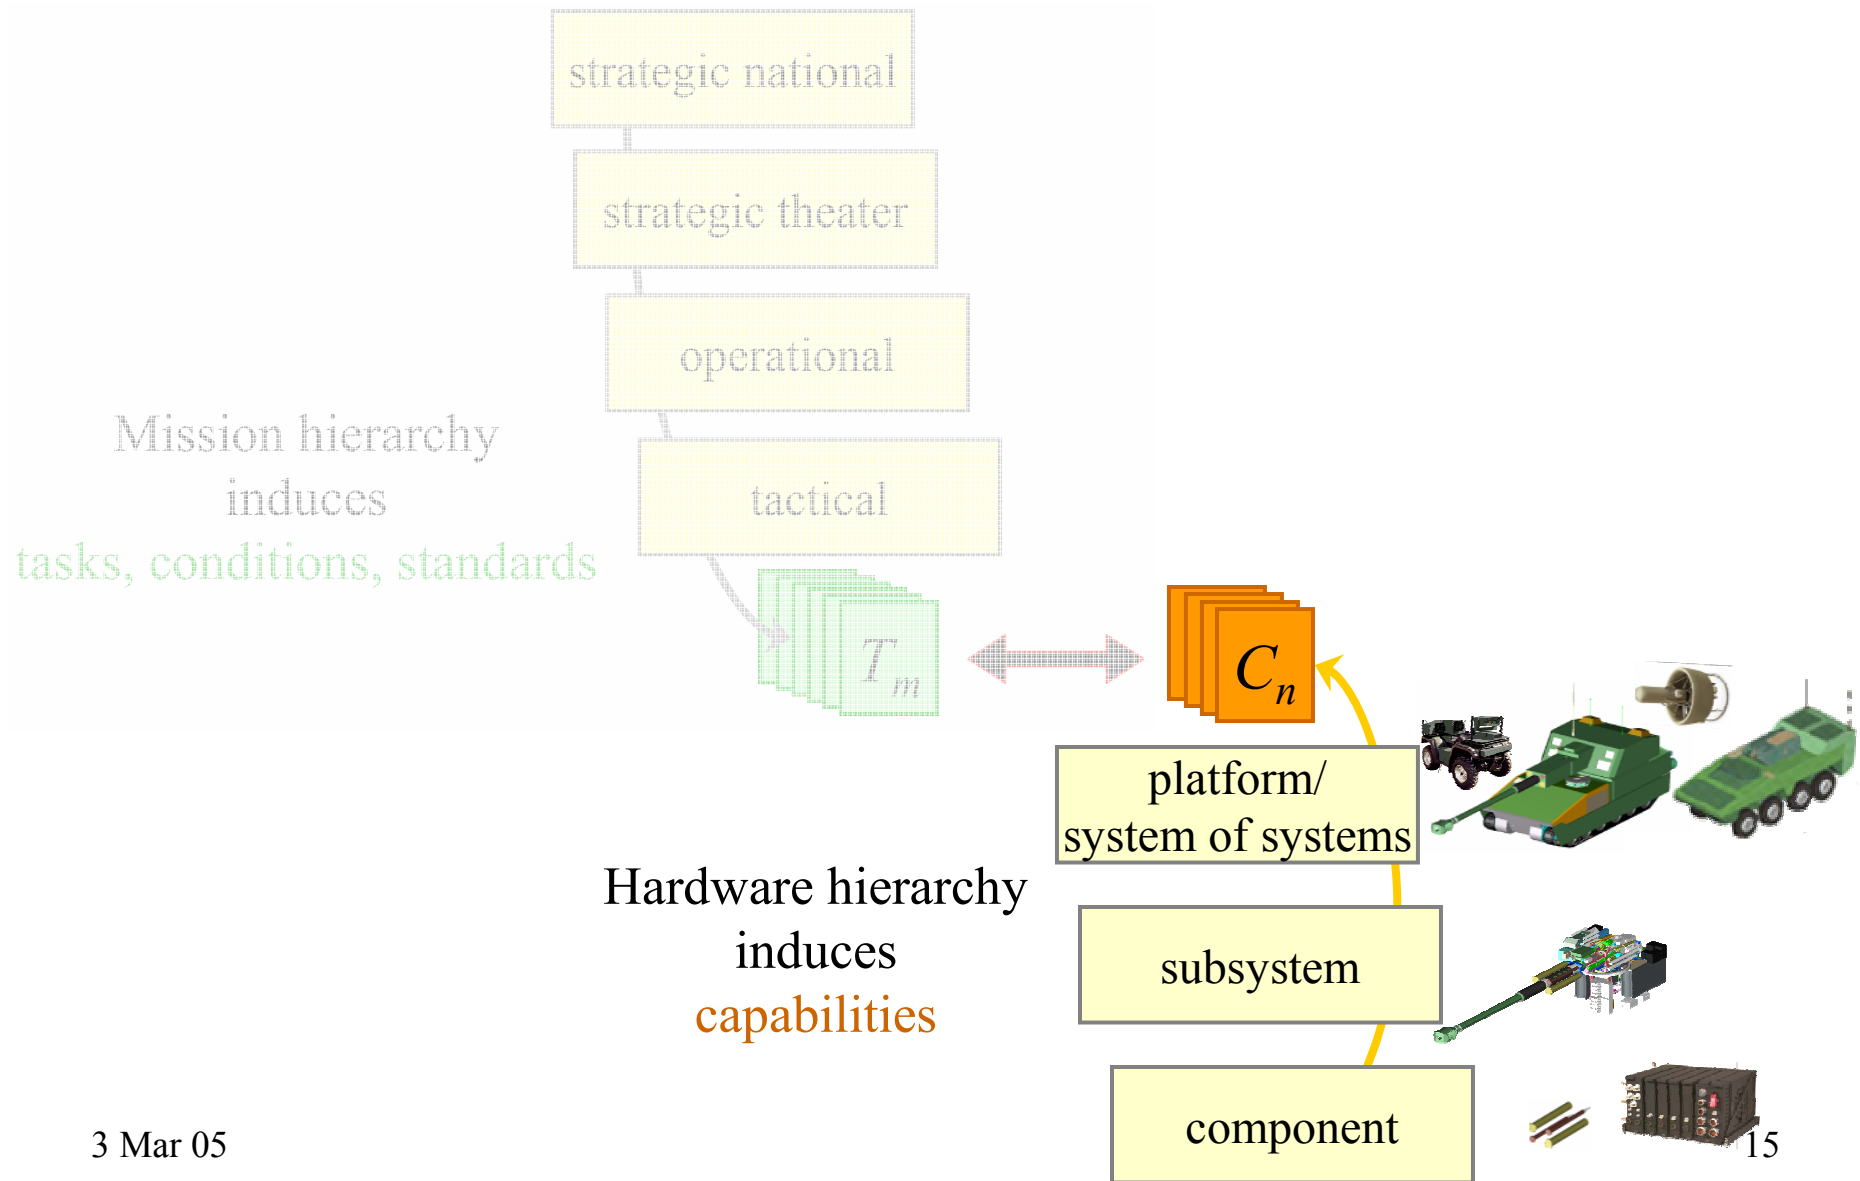 strategic national
strategic theater
operational
Mission hierarchy
induces
tasks, conditions, standards
tactical
Tm
Cn
platform/
system of systems
Hardware hierarchy
induces
capabilities
subsystem
component
3 Mar 05
15